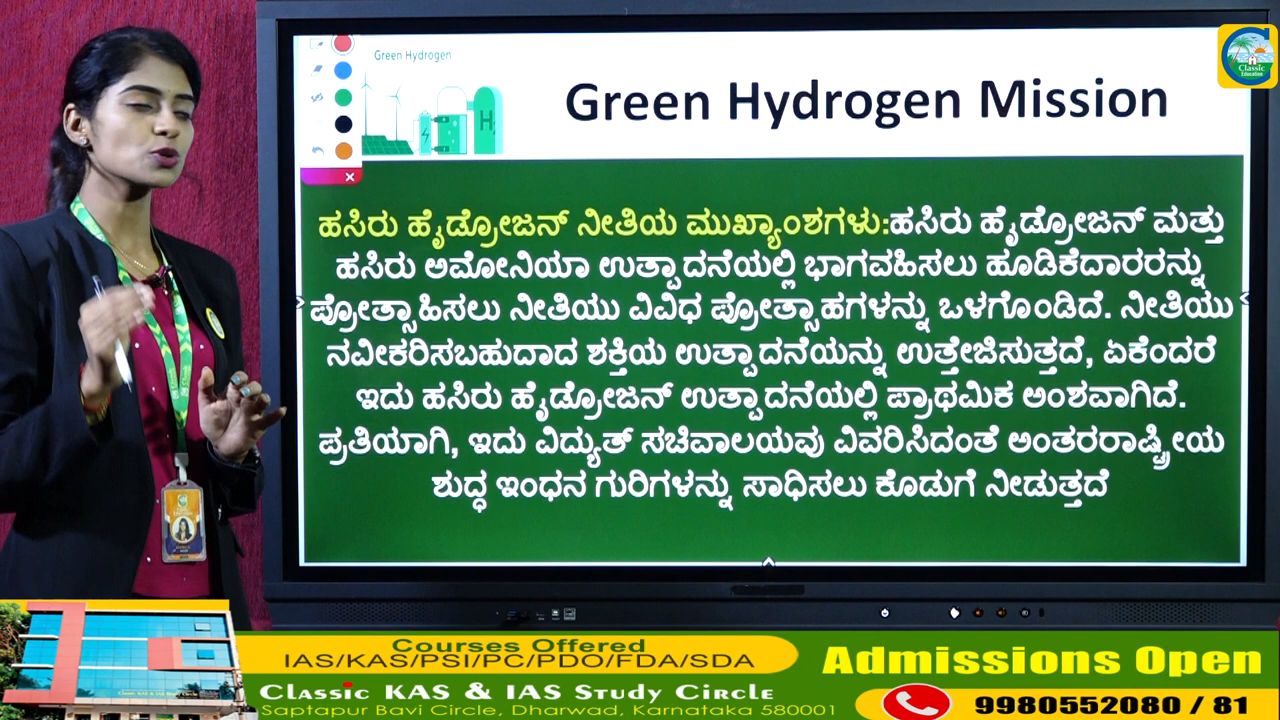 Green Hydrogen
Green Hydrogen Mission
Classic
Education
H
ಹಸಿರು ಹೈಡ್ರೋಜನ್ ನೀತಿಯ ಮುಖ್ಯಾಂಶಗಳು:ಹಸಿರು ಹೈಡ್ರೋಜನ್ ಮತ್ತು
ಹಸಿರು ಅಮೋನಿಯಾ ಉತ್ಪಾದನೆಯಲ್ಲಿ ಭಾಗವಹಿಸಲು ಹೂಡಿಕೆದಾರರನ್ನು
ಪ್ರೋತ್ಸಾಹಿಸಲು ನೀತಿಯು ವಿವಿಧ ಪ್ರೋತ್ಸಾಹಗಳನ್ನು ಒಳಗೊಂಡಿದೆ. ನೀತಿಯು
ನವೀಕರಿಸಬಹುದಾದ ಶಕ್ತಿಯ ಉತ್ಪಾದನೆಯನ್ನು ಉತ್ತೇಜಿಸುತ್ತದೆ, ಏಕೆಂದರೆ
ಇದು ಹಸಿರು ಹೈಡ್ರೋಜನ್ ಉತ್ಪಾದನೆಯಲ್ಲಿ ಪ್ರಾಥಮಿಕ ಅಂಶವಾಗಿದೆ.
ಪ್ರತಿಯಾಗಿ, ಇದು ವಿದ್ಯುತ್ ಸಚಿವಾಲಯವು ವಿವರಿಸಿದಂತೆ ಅಂತರರಾಷ್ಟ್ರೀಯ
ಶುದ್ಧ ಇಂಧನ ಗುರಿಗಳನ್ನು ಸಾಧಿಸಲು ಕೊಡುಗೆ ನೀಡುತ್ತದೆ
Courses Offered
IAS/KAS/PSI/PC/PDO/FDA/SDA
Classic KAS & IAS Study Circle
Saptapur Bavi Circle, Dharwad, Karnataka 580001
Admissions Open
9980552080 / 81